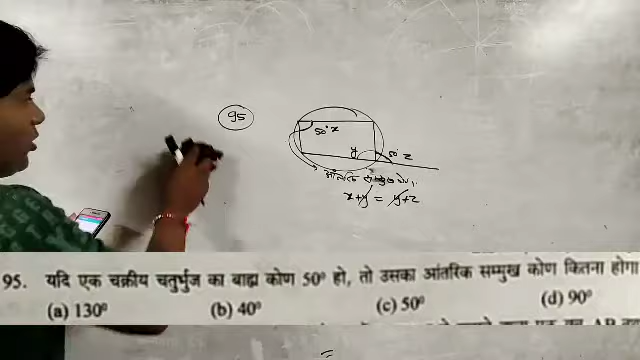 95
50° x
y 50° z
x+y = y+z
95. यदि एक चक्रीय चतुर्भुज का बाह्य कोण 50° हो, तो उसका आंतरिक सम्मुख कोण कितना होगा
(a) 130° (b) 40° (c) 50° (d) 90°